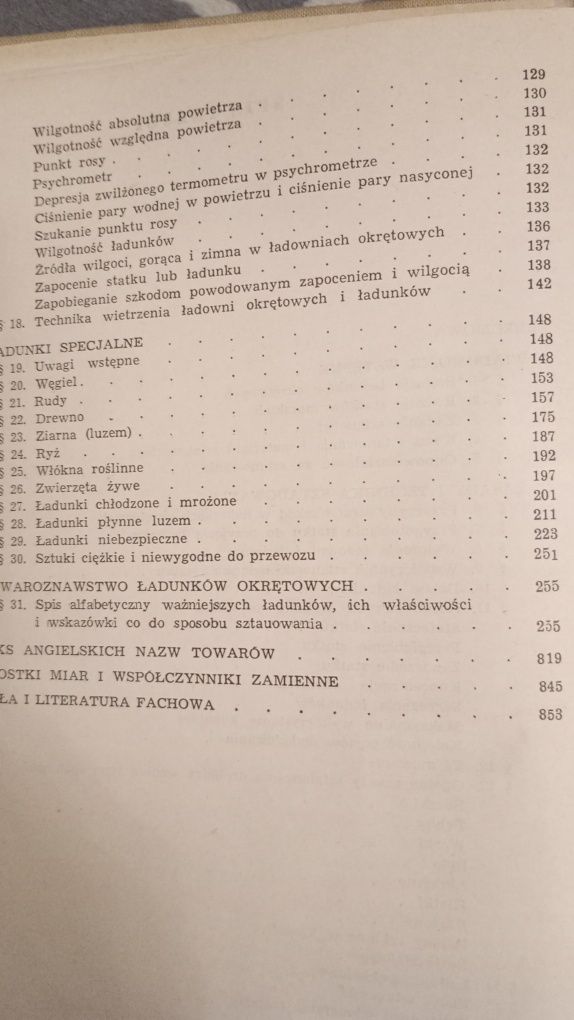 Wilgotność absolutna powietrza . . . . . . . . 129
Wilgotność względna powietrza . . . . . . . . 130
Punkt rosy . . . . . . . . . . . 131
Psychrometr . . . . . . . . . . . 131
Depresja zwilżonego termometru w psychrometrze . . . . 132
Ciśnienie pary wodnej w powietrzu i ciśnienie pary nasyconej . 132
Szukanie punktu rosy . . . . . . . . . . 132
Wilgotność ładunków . . . . . . . . . . 133
Źródła wilgoci, gorąca i zimna w ładowniach okrętowych . . 136
Zapocenie statku lub ładunku . . . . . . . . 137
Zapobieganie szkodom powodowanym zapoceniem i wilgocią . 138
§ 18. Technika wietrzenia ładowni okrętowych i ładunków . . 142
ADUNKI SPECJALNE . . . . . . . . . . . 148
§ 19. Uwagi wstępne . . . . . . . . . . . 148
§ 20. Węgiel . . . . . . . . . . . . . 148
§ 21. Rudy . . . . . . . . . . . . . 153
§ 22. Drewno . . . . . . . . . . . . . 157
§ 23. Ziarna (luzem) . . . . . . . . . . . 175
§ 24. Ryż . . . . . . . . . . . . . 187
§ 25. Włókna roślinne . . . . . . . . . . . 192
§ 26. Zwierzęta żywe . . . . . . . . . . . 197
§ 27. Ładunki chłodzone i mrożone . . . . . . . . 201
§ 28. Ładunki płynne luzem . . . . . . . . . . 211
§ 29. Ładunki niebezpieczne . . . . . . . . . . 223
§ 30. Sztuki ciężkie i niewygodne do przewozu . . . . . . 251
WAROZNAWSTWO ŁADUNKÓW OKRĘTOWYCH . . . . . 255
§ 31. Spis alfabetyczny ważniejszych ładunków, ich właściwości
i wskazówki co do sposobu sztauowania . . . . . . 255
KS ANGIELSKICH NAZW TOWARÓW . . . . . . . 819
OSTKI MIAR I WSPÓŁCZYNNIKI ZAMIENNE . . . . . 845
ŁA I LITERATURA FACHOWA . . . . . . . . . 853